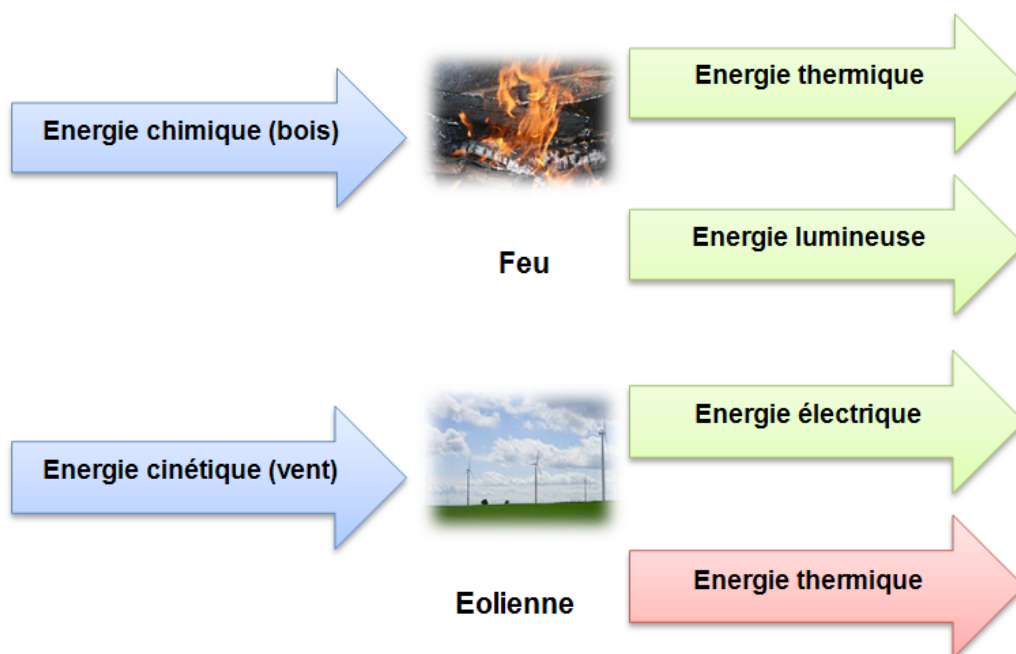 Energie chimique (bois)
Feu
Energie thermique
Energie lumineuse
Energie cinétique (vent)
Eolienne
Energie électrique
Energie thermique